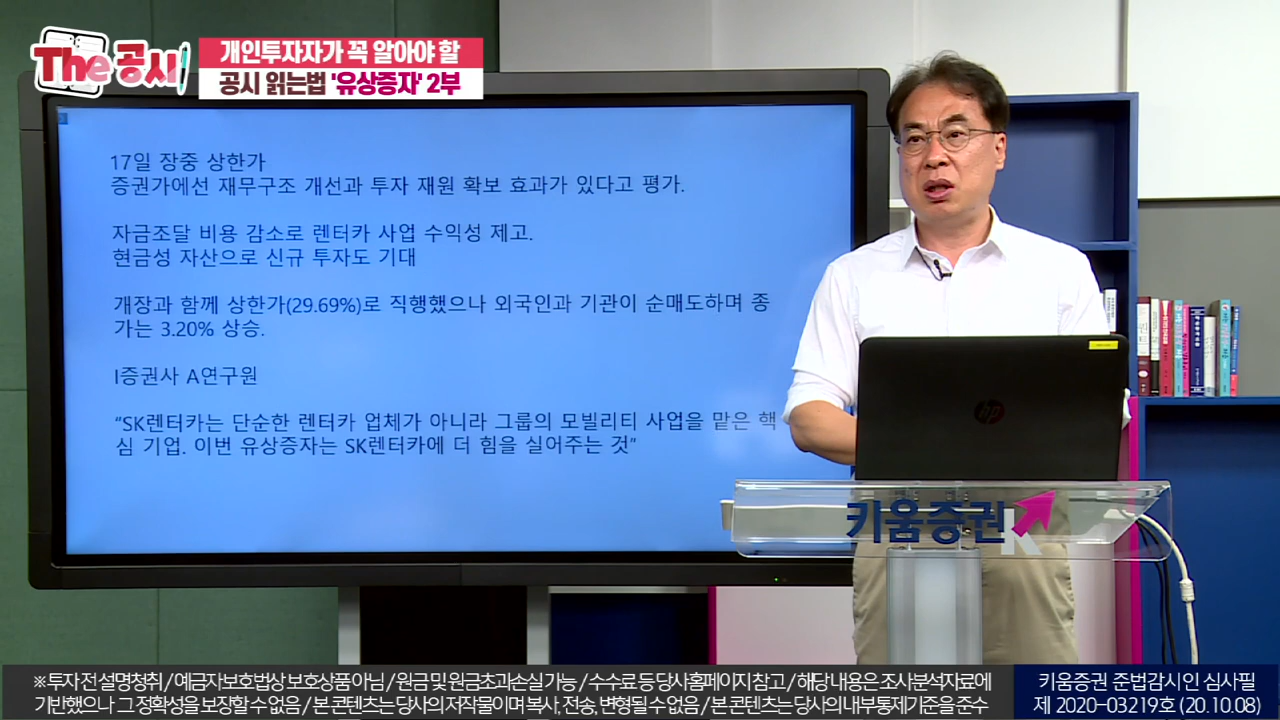 The 공시
개인투자자가 꼭 알아야 할
공시 읽는법 '유상증자' 2부
17일 장중 상한가
증권가에선 재무구조 개선과 투자 재원 확보 효과가 있다고 평가.
자금조달 비용 감소로 렌터카 사업 수익성 제고.
현금성 자산으로 신규 투자도 기대
개장과 함께 상한가(29.69%)로 직행했으나 외국인과 기관이 순매도하며 종
가는 3.20% 상승.
I증권사 A연구원
“SK렌터카는 단순한 렌터카 업체가 아니라 그룹의 모빌리티 사업을 맡은 핵
심 기업. 이번 유상증자는 SK렌터카에 더 힘을 실어주는 것”
hp
키움증권 K
※ 투자 전 설명청취 / 예금자보호법상 보호상품 아님 / 원금 및 원금초과손실 가능 / 수수료 등 당사홈페이지 참고 / 해당 내용은 조사분석자료에
기반했으나 그 정확성을 보장할 수 없음 / 본 콘텐츠는 당사의 저작물이며 복사, 전송, 변형될 수 없음 / 본 콘텐츠는 당사의 내부통제기준을 준수
키움증권 준법감시인 심사필
제 2020-03219호 (20.10.08)